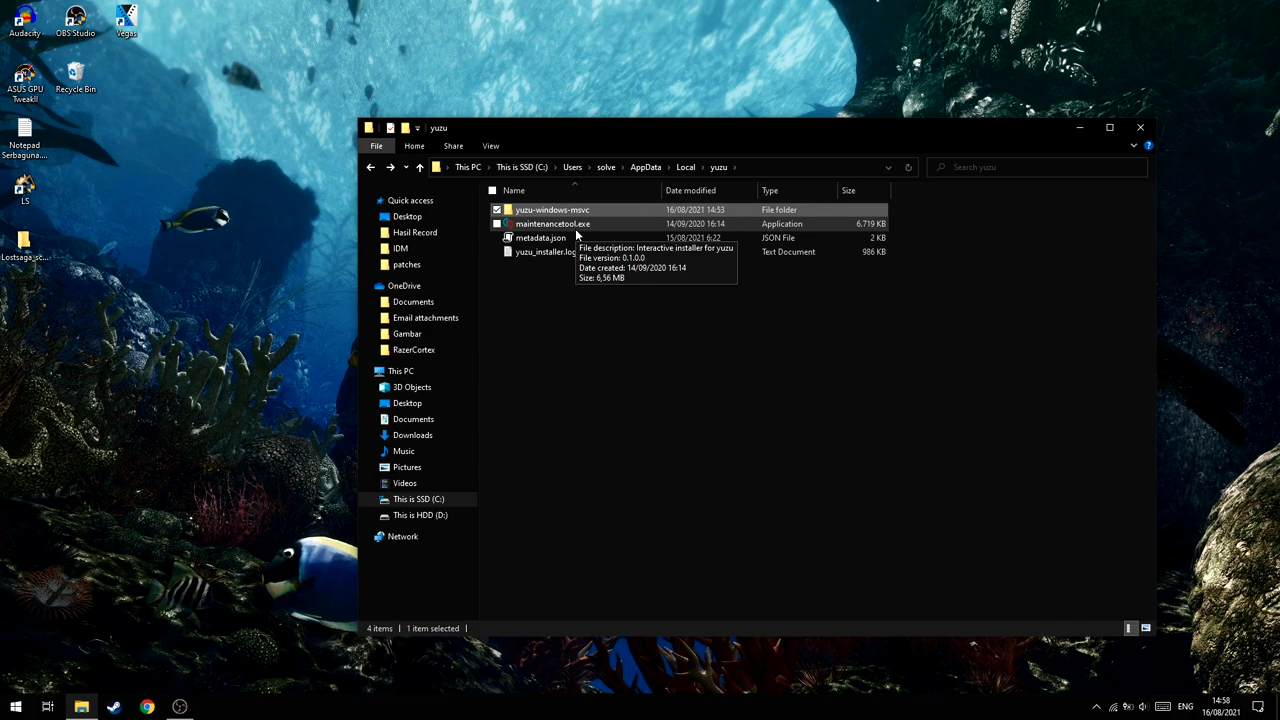 Audacity
OBS Studio
Vegas
ASUS GPU
TweakII
Recycle Bin
Notepad
Serbaguna....
LS
Lostsaga_sc...
yuzu
File
Home
Share
View
This PC
This is SSD (C:)
Users
solve
AppData
Local
yuzu
Search yuzu
Name
Date modified
Type
Size
yuzu-windows-msvc
16/08/2021 14:53
File folder
maintenancetool.exe
14/09/2020 16:14
Application
6.719 KB
metadata.json
15/08/2021 6:22
JSON File
2 KB
yuzu_installer.log
Text Document
986 KB
File description: Interactive installer for yuzu
File version: 0.1.0.0
Date created: 14/09/2020 16:14
Size: 6,56 MB
Quick access
Desktop
Hasil Record
IDM
patches
OneDrive
Documents
Email attachments
Gambar
RazerCortex
This PC
3D Objects
Desktop
Documents
Downloads
Music
Pictures
Videos
This is SSD (C:)
This is HDD (D:)
Network
4 items
1 item selected
ENG
14:58
16/08/2021